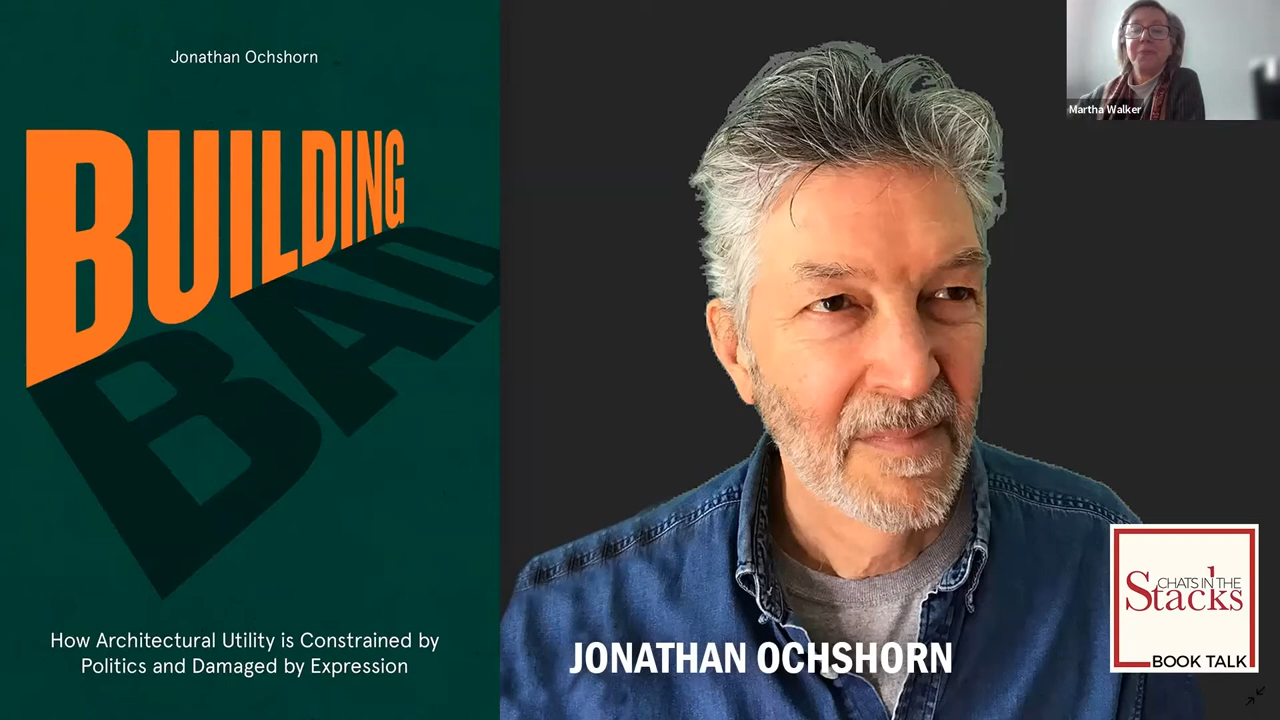 Jonathan Ochshorn
BUILDING
BAD
How Architectural Utility is Constrained by
Politics and Damaged by Expression
JONATHAN OCHSHORN
Martha Walker
CHATS IN THE
Stacks
BOOK TALK